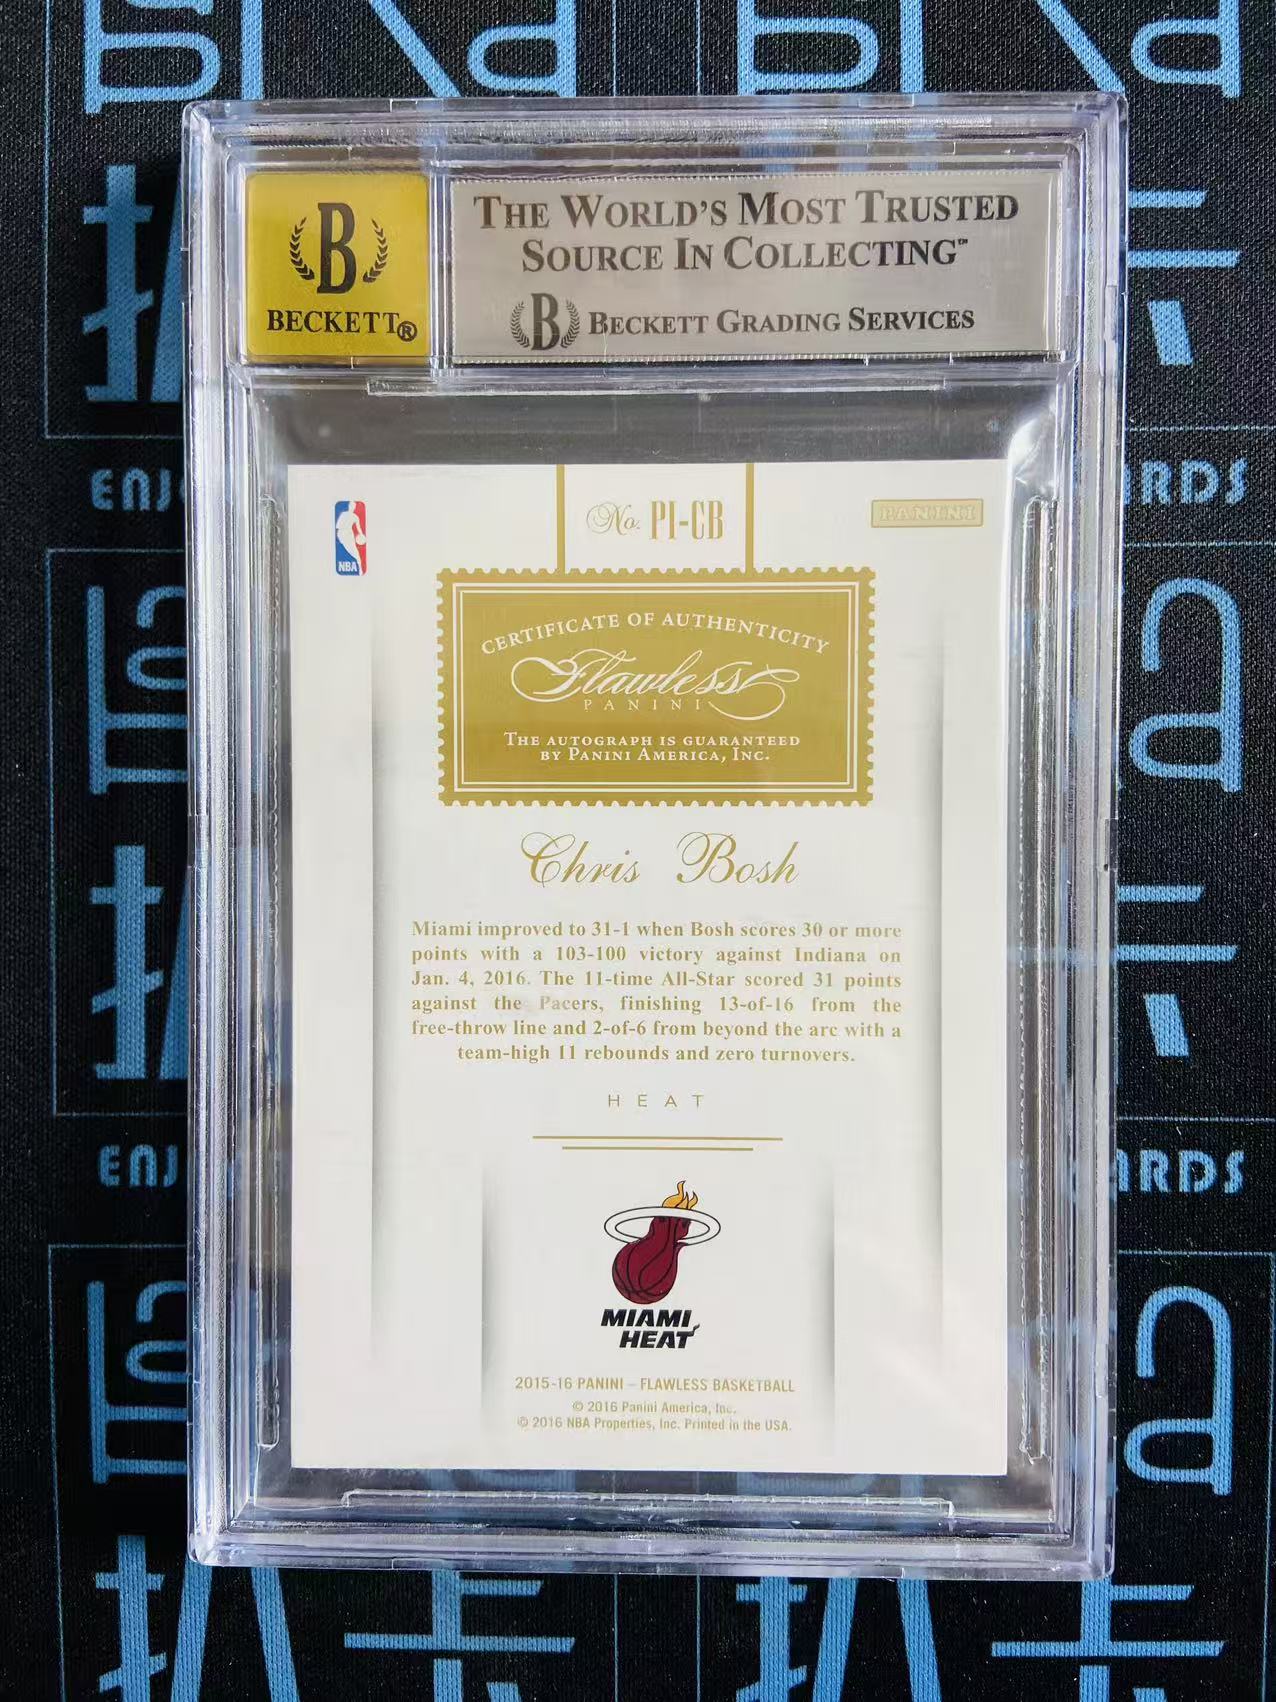 BECKETT®
THE WORLD'S MOST TRUSTED
SOURCE IN COLLECTING™
B BECKETT GRADING SERVICES
No. PI-CB
PANINI
NBA
CERTIFICATE OF AUTHENTICITY
Flawless
PANINI
THE AUTOGRAPH IS GUARANTEED
BY PANINI AMERICA, INC.
Chris Bosh
Miami improved to 31-1 when Bosh scores 30 or more
points with a 103-100 victory against Indiana on
Jan. 4, 2016. The 11-time All-Star scored 31 points
against the Pacers, finishing 13-of-16 from the
free-throw line and 2-of-6 from beyond the arc with a
team-high 11 rebounds and zero turnovers.
HEAT
MIAMI
HEAT
2015-16 PANINI – FLAWLESS BASKETBALL
© 2016 Panini America, Inc.
© 2016 NBA Properties, Inc. Printed in the USA.